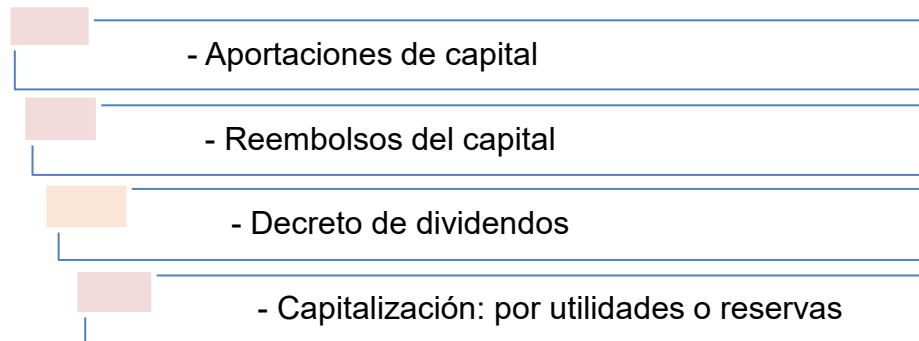 - Aportaciones de capital
- Reembolsos del capital
- Decreto de dividendos
- Capitalización: por utilidades o reservas